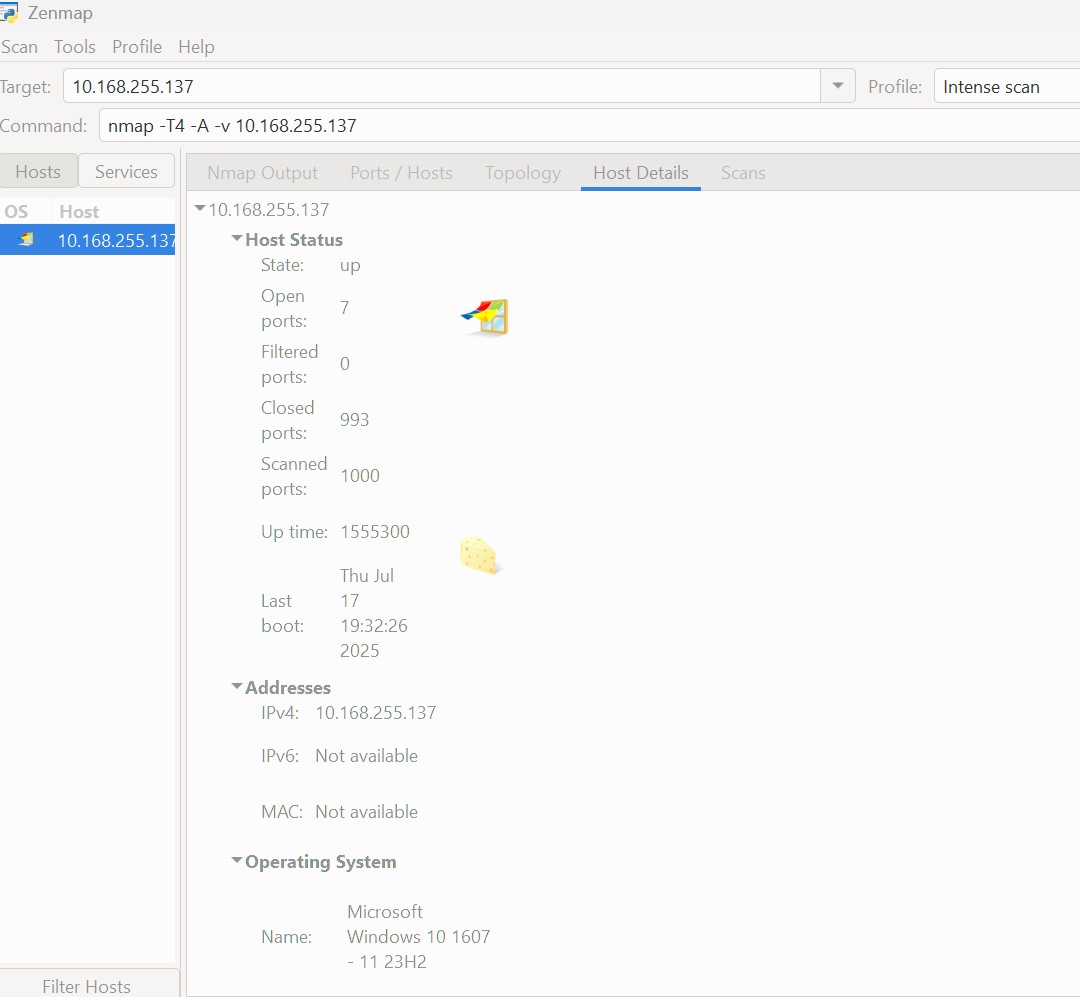 Zenmap
Scan Tools Profile Help
Target: 10.168.255.137 Profile: Intense scan
Command: nmap -T4 -A -v 10.168.255.137
Hosts Services
Nmap Output Ports / Hosts Topology Host Details Scans
OS Host
10.168.255.137
10.168.255.137
Host Status
State: up
Open
ports: 7
Filtered
ports: 0
Closed
ports: 993
Scanned
ports: 1000
Up time: 1555300
Last
boot:
Thu Jul
17
19:32:26
2025
Addresses
IPv4: 10.168.255.137
IPv6: Not available
MAC: Not available
Operating System
Name:
Microsoft
Windows 10 1607
- 11 23H2
Filter Hosts